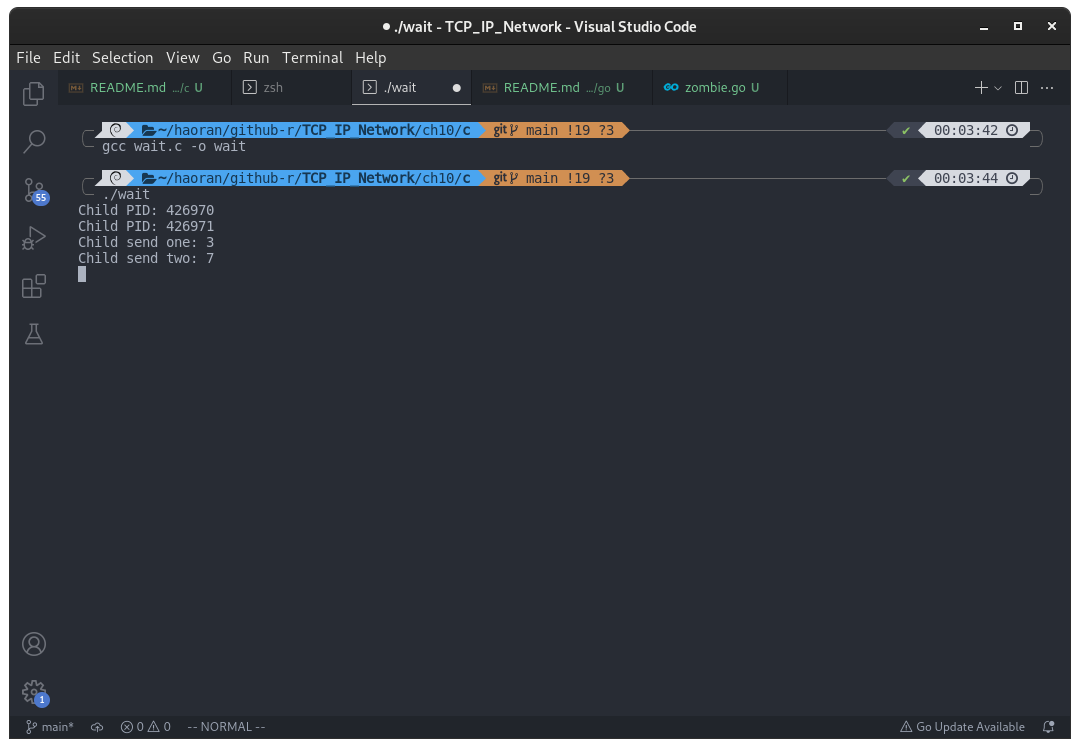 ./wait - TCP_IP_Network - Visual Studio Code
File Edit Selection View Go Run Terminal Help
README.md .../c U zsh ./wait README.md .../go U zombie.go U
~/haoran/github-r/TCP_IP_Network/ch10/c git main !19 ?3 ✔ 00:03:42
gcc wait.c -o wait
~/haoran/github-r/TCP_IP_Network/ch10/c git main !19 ?3 ✔ 00:03:44
./wait
Child PID: 426970
Child PID: 426971
Child send one: 3
Child send two: 7
55
1
main* 0 0 -- NORMAL -- Go Update Available